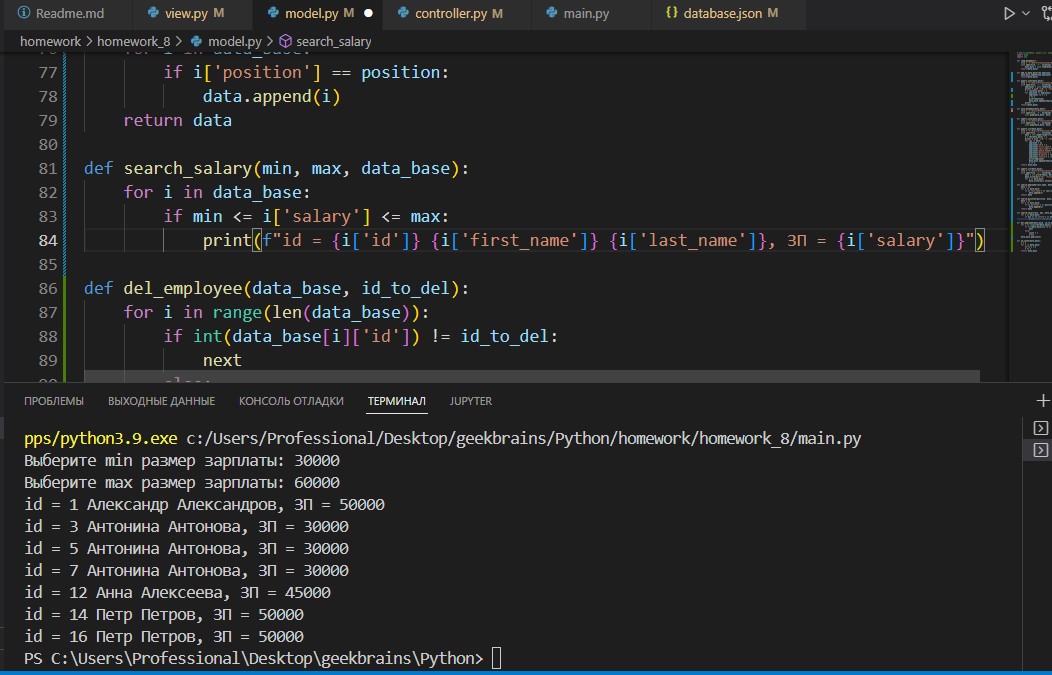 Readme.md view.py M model.py M controller.py M main.py database.json M
homework > homework_8 > model.py > search_salary
77 if i['position'] == position:
78 data.append(i)
79 return data
80
81 def search_salary(min, max, data_base):
82 for i in data_base:
83 if min <= i['salary'] <= max:
84 print(f"id = {i['id']} {i['first_name']} {i['last_name']}, ЗП = {i['salary']}")
85
86 def del_employee(data_base, id_to_del):
87 for i in range(len(data_base)):
88 if int(data_base[i]['id']) != id_to_del:
89 next
ПРОБЛЕМЫ ВЫХОДНЫЕ ДАННЫЕ КОНСОЛЬ ОТЛАДКИ ТЕРМИНАЛ JUPYTER
pps/python3.9.exe c:/Users/Professional/Desktop/geekbrains/Python/homework/homework_8/main.py
Выберите min размер зарплаты: 30000
Выберите max размер зарплаты: 60000
id = 1 Александр Александров, ЗП = 50000
id = 3 Антонина Антонова, ЗП = 30000
id = 5 Антонина Антонова, ЗП = 30000
id = 7 Антонина Антонова, ЗП = 30000
id = 12 Анна Алексеева, ЗП = 45000
id = 14 Петр Петров, ЗП = 50000
id = 16 Петр Петров, ЗП = 50000
PS C:\Users\Professional\Desktop\geekbrains\Python>